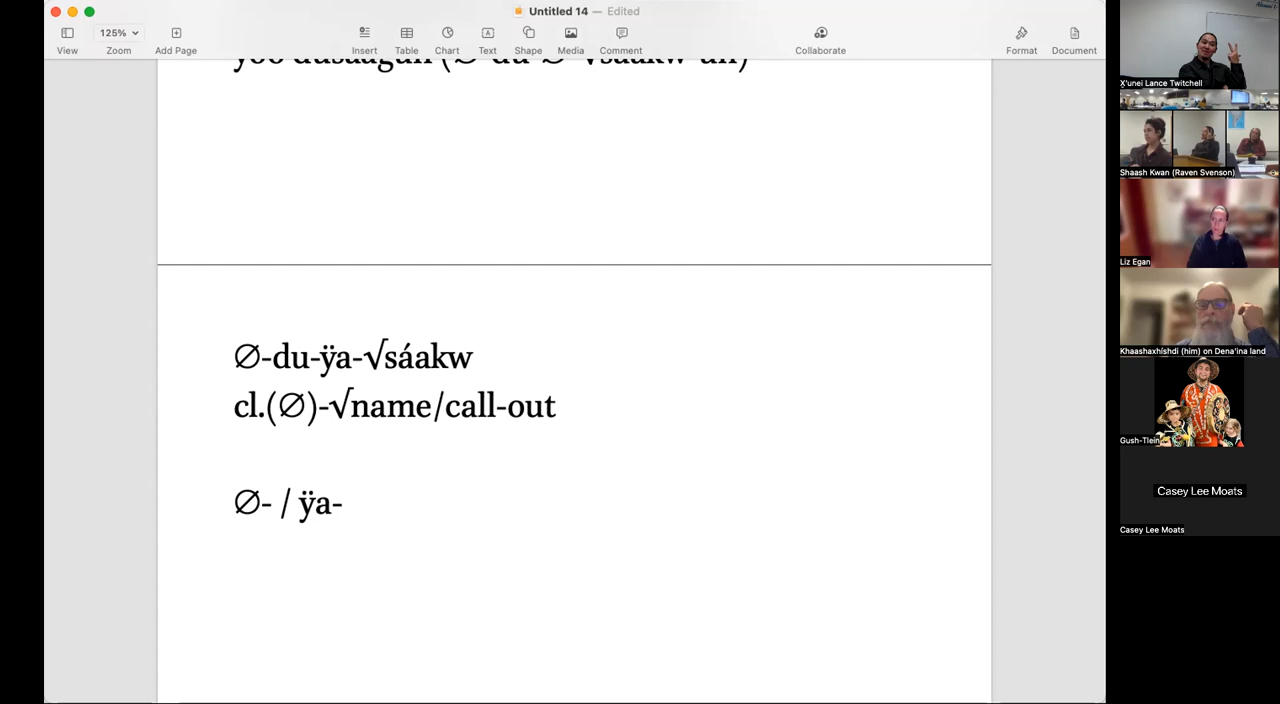 Untitled 14 — Edited
View
125%
Zoom
Add Page
Insert
Table
Chart
Text
Shape
Media
Comment
Collaborate
Format
Document
∅-du-ÿa-√sáakw
cl.(∅)-√name/call-out
∅- / ÿa-
X̱'unei Lance Twitchell
Shaash Kwan (Raven Svenson)
Liz Egan
Khaashaxhíshdi (him) on Dena'ina land
Gush-Tlein
Casey Lee Moats
Casey Lee Moats